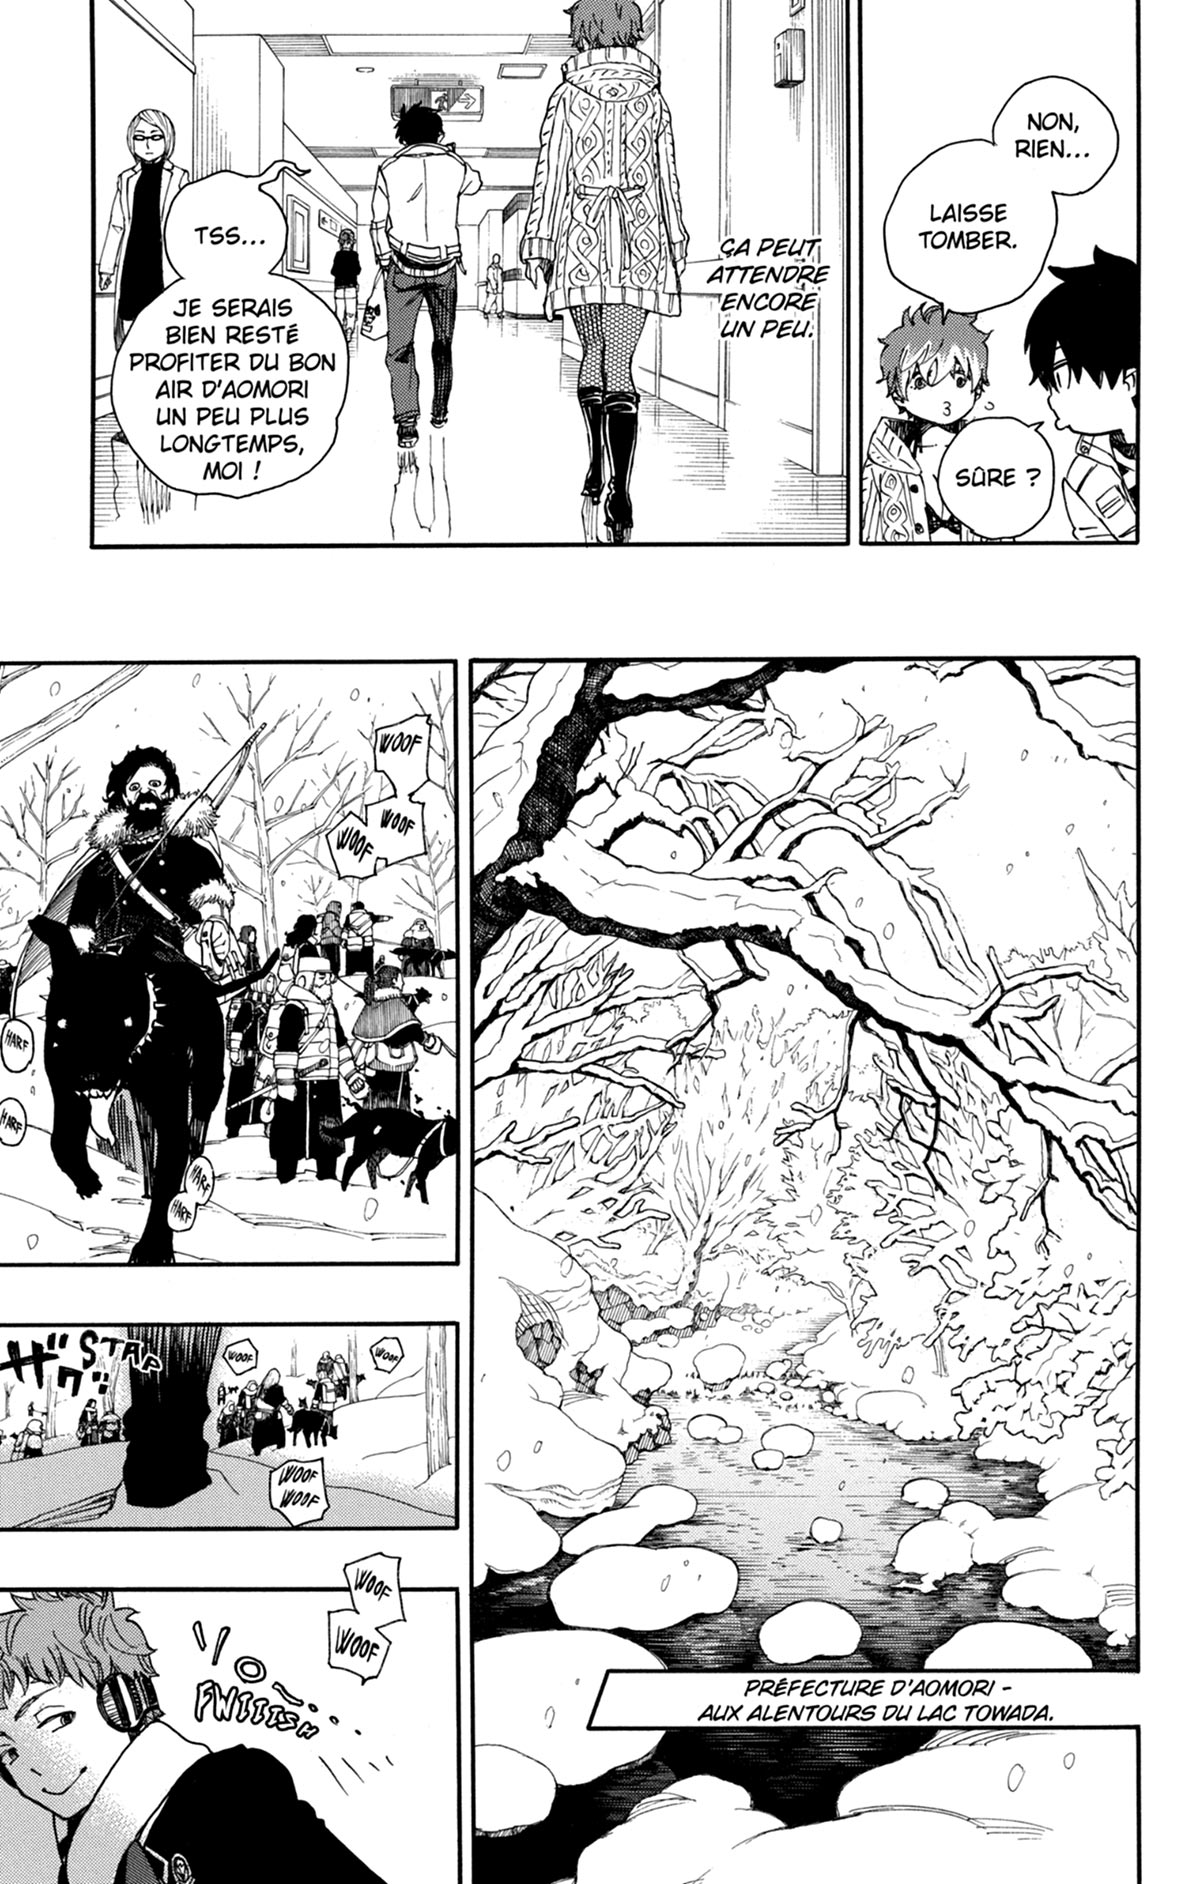 NON,
RIEN...
LAISSE
TOMBER.
SÛRE ?
ÇA PEUT
ATTENDRE
ENCORE
UN PEU.
TSS...
JE SERAIS
BIEN RESTÉ
PROFITER DU BON
AIR D'AOMORI
UN PEU PLUS
LONGTEMPS,
MOI !
PRÉFECTURE D'AOMORI -
AUX ALENTOURS DU LAC TOWADA.
WOOF
WOOF
WOOF
HARF
HARF
HARF
HARF
STAP
WOOF
WOOF
WOOF
WOOF
WOOF
WOOF
FWIIISH